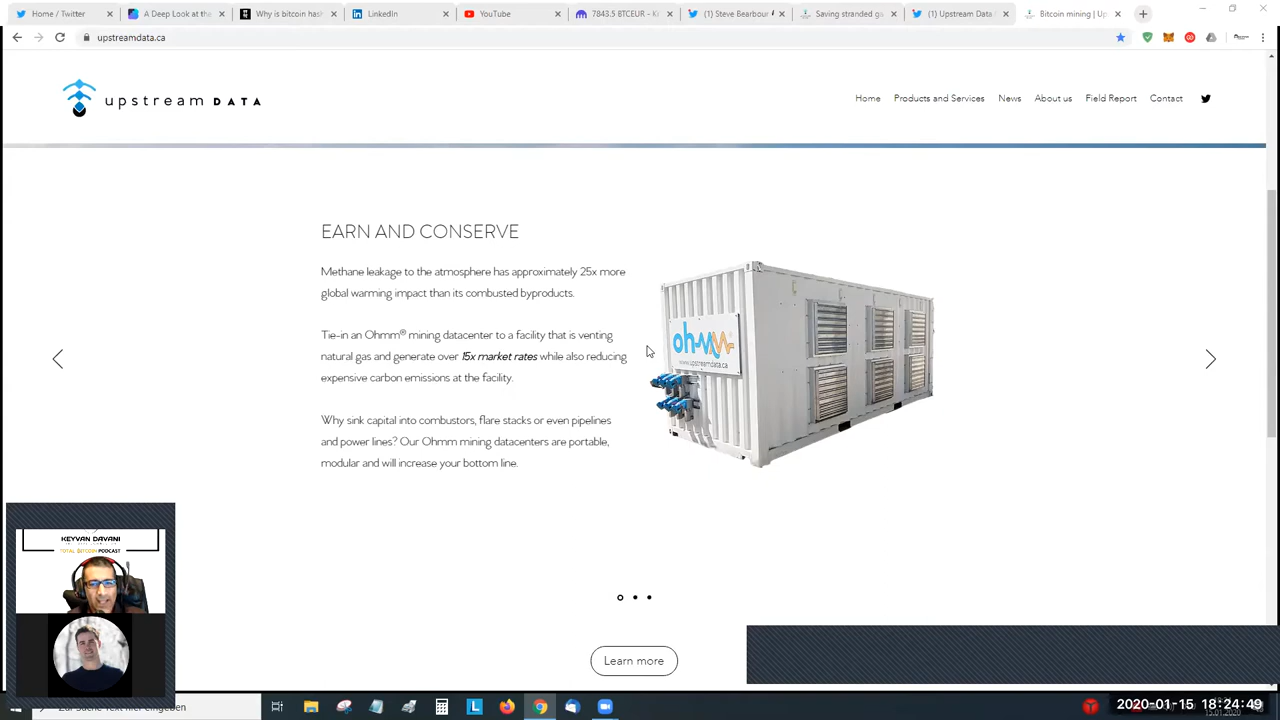 Home / Twitter
A Deep Look at the
Why is bitcoin hash
LinkedIn
YouTube
7843.5 BTCEUR - K
(1) Steve Bearbour
Saving stranded
(1) Upstream Data
Bitcoin mining | Up
upstreamdata.ca
upstream DATA
Home
Products and Services
News
About us
Field Report
Contact
EARN AND CONSERVE
Methane leakage to the atmosphere has approximately 25x more
global warming impact than its combusted byproducts.
Tie-in an Ohmm® mining datacenter to a facility that is venting
natural gas and generate over 15x market rates while also reducing
expensive carbon emissions at the facility.
Why sink capital into combustors, flare stacks or even pipelines
and power lines? Our Ohmm mining datacenters are portable,
modular and will increase your bottom line.
www.upstreamdata.ca
Learn more
KEYVAN DAVANI
TOTAL BITCOIN PODCAST
Zur Suche Text hier eingeben
2020-01-15 18:24:49